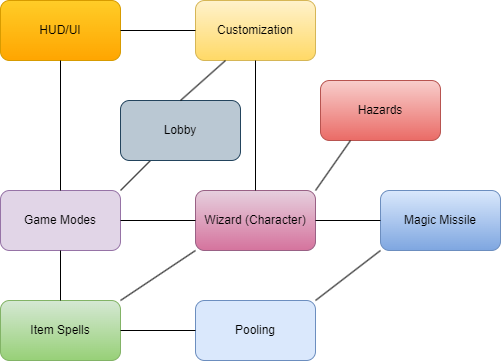 HUD/UI
Customization
Hazards
Lobby
Game Modes
Wizard (Character)
Magic Missile
Item Spells
Pooling